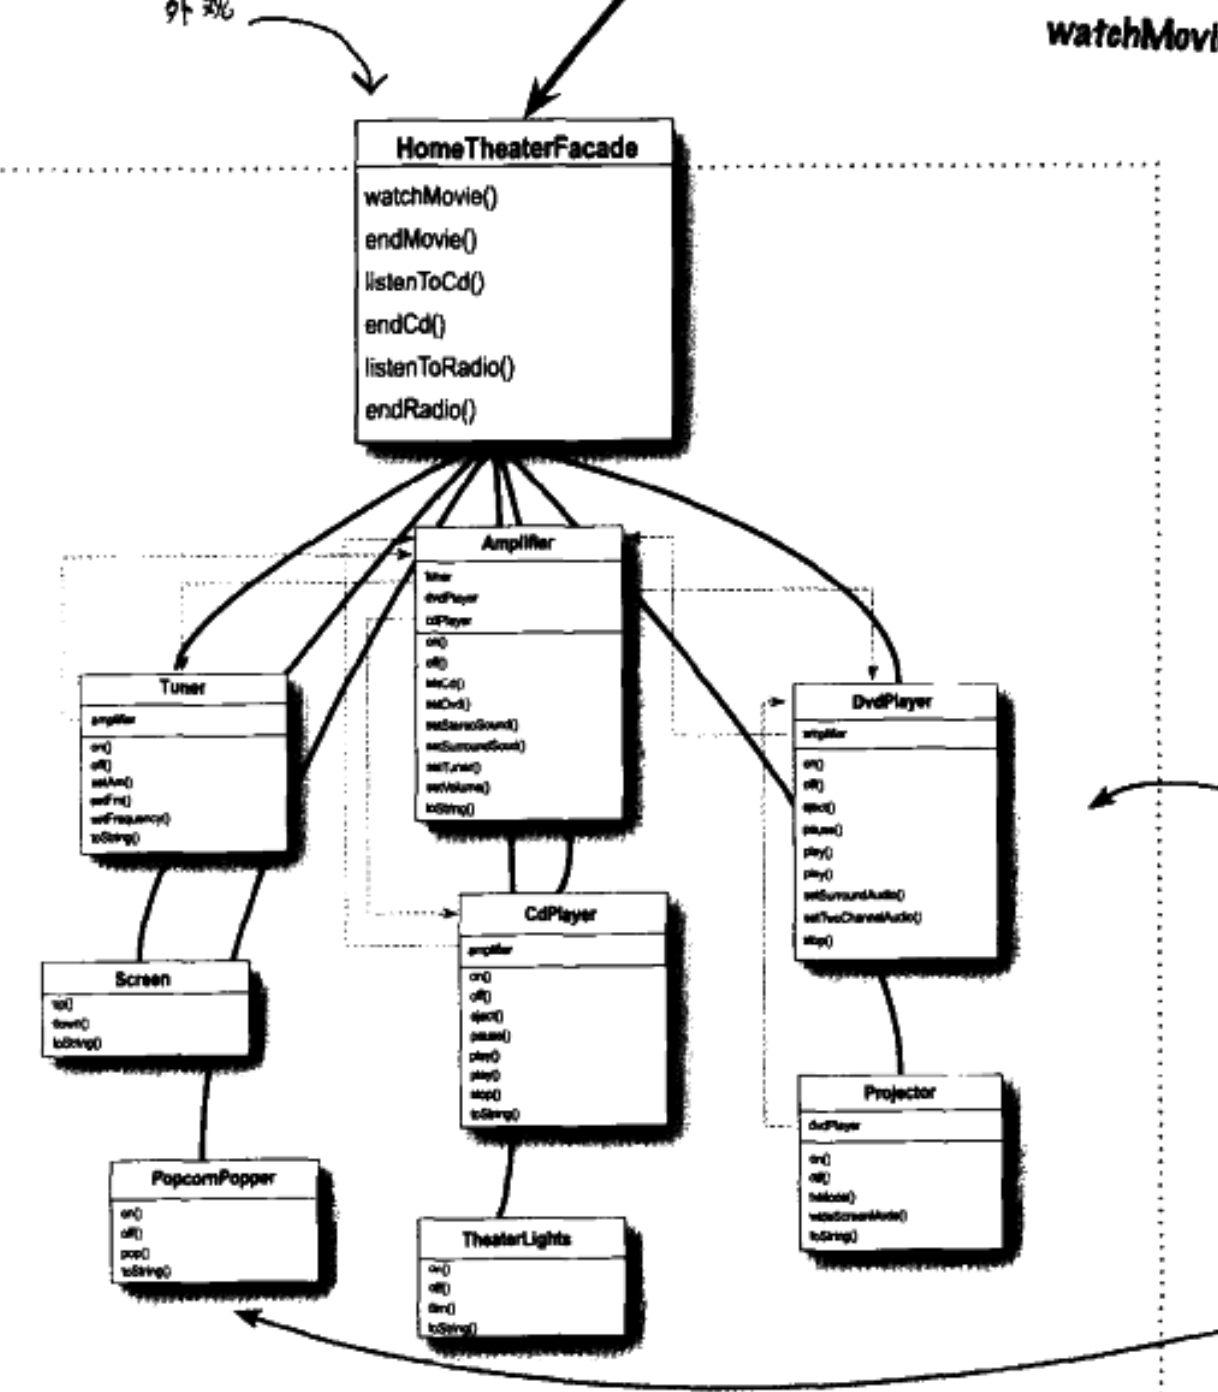 外观
watchMovi
HomeTheaterFacade
watchMovie()
endMovie()
listenToCd()
endCd()
listenToRadio()
endRadio()
Amplifier
tuner
dvdPlayer
cdPlayer
on()
off()
setCd()
setDvd()
setStereoSound()
setSurroundSound()
setTuner()
setVolume()
toString()
Tuner
amplifier
on()
off()
setAm()
setFm()
setFrequency()
toString()
DvdPlayer
amplifier
on()
off()
eject()
pause()
play()
play()
setSurroundAudio()
setTwoChannelAudio()
stop()
CdPlayer
amplifier
on()
off()
eject()
pause()
play()
play()
stop()
toString()
Screen
up()
down()
toString()
Projector
dvdPlayer
on()
off()
tvMode()
wideScreenMode()
toString()
PopcornPopper
on()
off()
pop()
toString()
TheaterLights
on()
off()
dim()
toString()